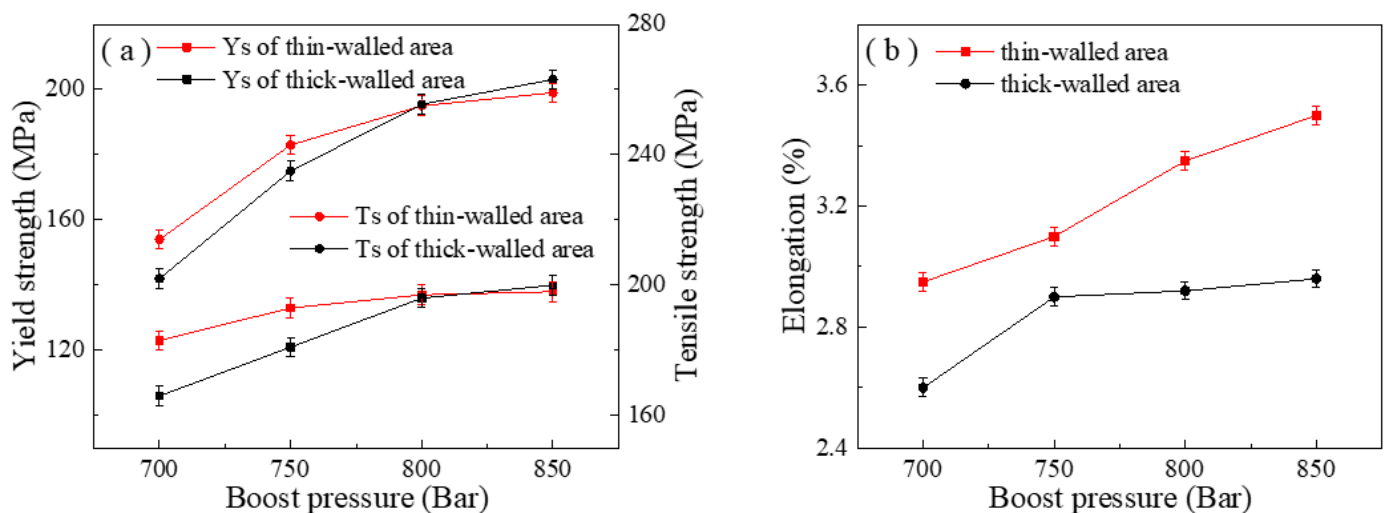 ( a )
Ys of thin-walled area
Ys of thick-walled area
Ts of thin-walled area
Ts of thick-walled area
Yield strength (MPa)
200
160
120
Tensile strength (MPa)
280
240
200
160
700 750 800 850
Boost pressure (Bar)
( b )
thin-walled area
thick-walled area
Elongation (%)
3.6
3.2
2.8
2.4
700 750 800 850
Boost pressure (Bar)